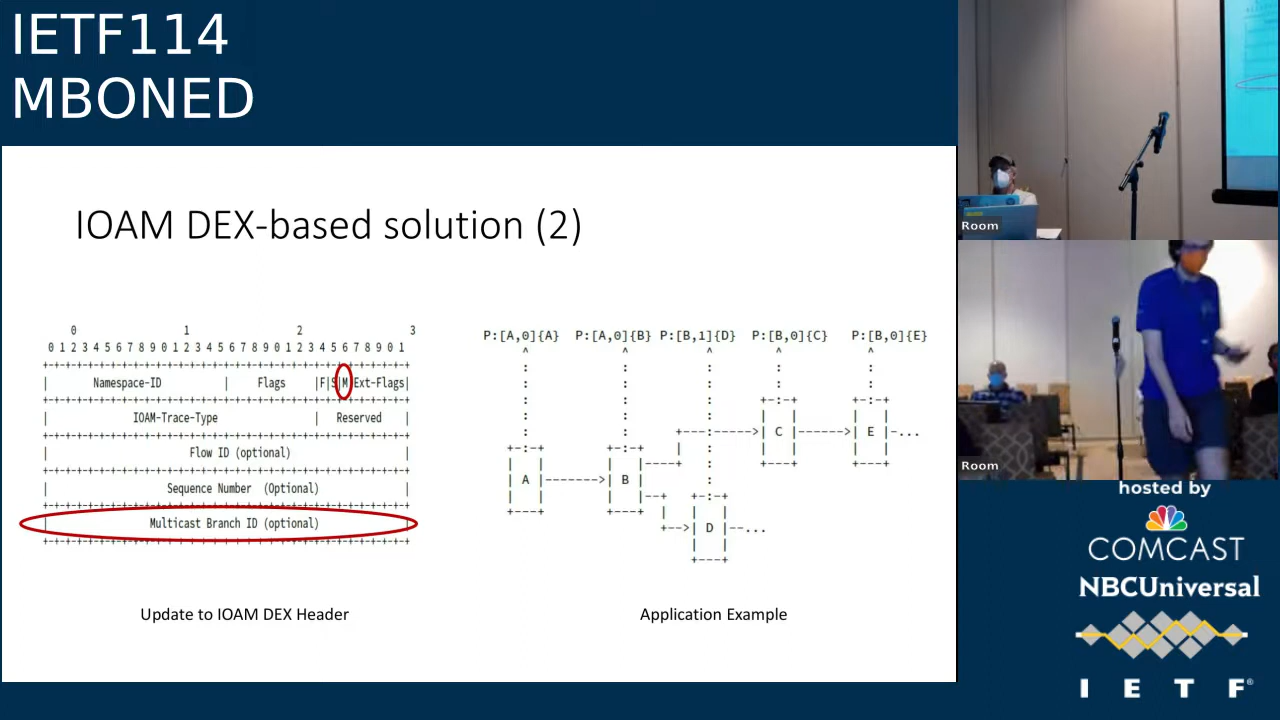 IETF114
MBONED
IOAM DEX-based solution (2)
0 1 2 3
0 1 2 3 4 5 6 7 8 9 0 1 2 3 4 5 6 7 8 9 0 1 2 3 4 5 6 7 8 9 0 1
+-+-+-+-+-+-+-+-+-+-+-+-+-+-+-+-+-+-+-+-+-+-+-+-+-+-+-+-+-+-+-+-+
| Namespace-ID | Flags |F|S|M|Ext-Flags|
+-+-+-+-+-+-+-+-+-+-+-+-+-+-+-+-+-+-+-+-+-+-+-+-+-+-+-+-+-+-+-+-+
| IOAM-Trace-Type | Reserved |
+-+-+-+-+-+-+-+-+-+-+-+-+-+-+-+-+-+-+-+-+-+-+-+-+-+-+-+-+-+-+-+-+
| Flow ID (optional) |
+-+-+-+-+-+-+-+-+-+-+-+-+-+-+-+-+-+-+-+-+-+-+-+-+-+-+-+-+-+-+-+-+
| Sequence Number (Optional) |
+-+-+-+-+-+-+-+-+-+-+-+-+-+-+-+-+-+-+-+-+-+-+-+-+-+-+-+-+-+-+-+-+
| Multicast Branch ID (optional) |
+-+-+-+-+-+-+-+-+-+-+-+-+-+-+-+-+-+-+-+-+-+-+-+-+-+-+-+-+-+-+-+-+
Update to IOAM DEX Header
P:[A,0]{A} P:[A,0]{B} P:[B,1]{D} P:[B,0]{C} P:[B,0]{E}
C E
A B
D
Application Example
Room
Room
hosted by
COMCAST
NBCUniversal
I E T F®